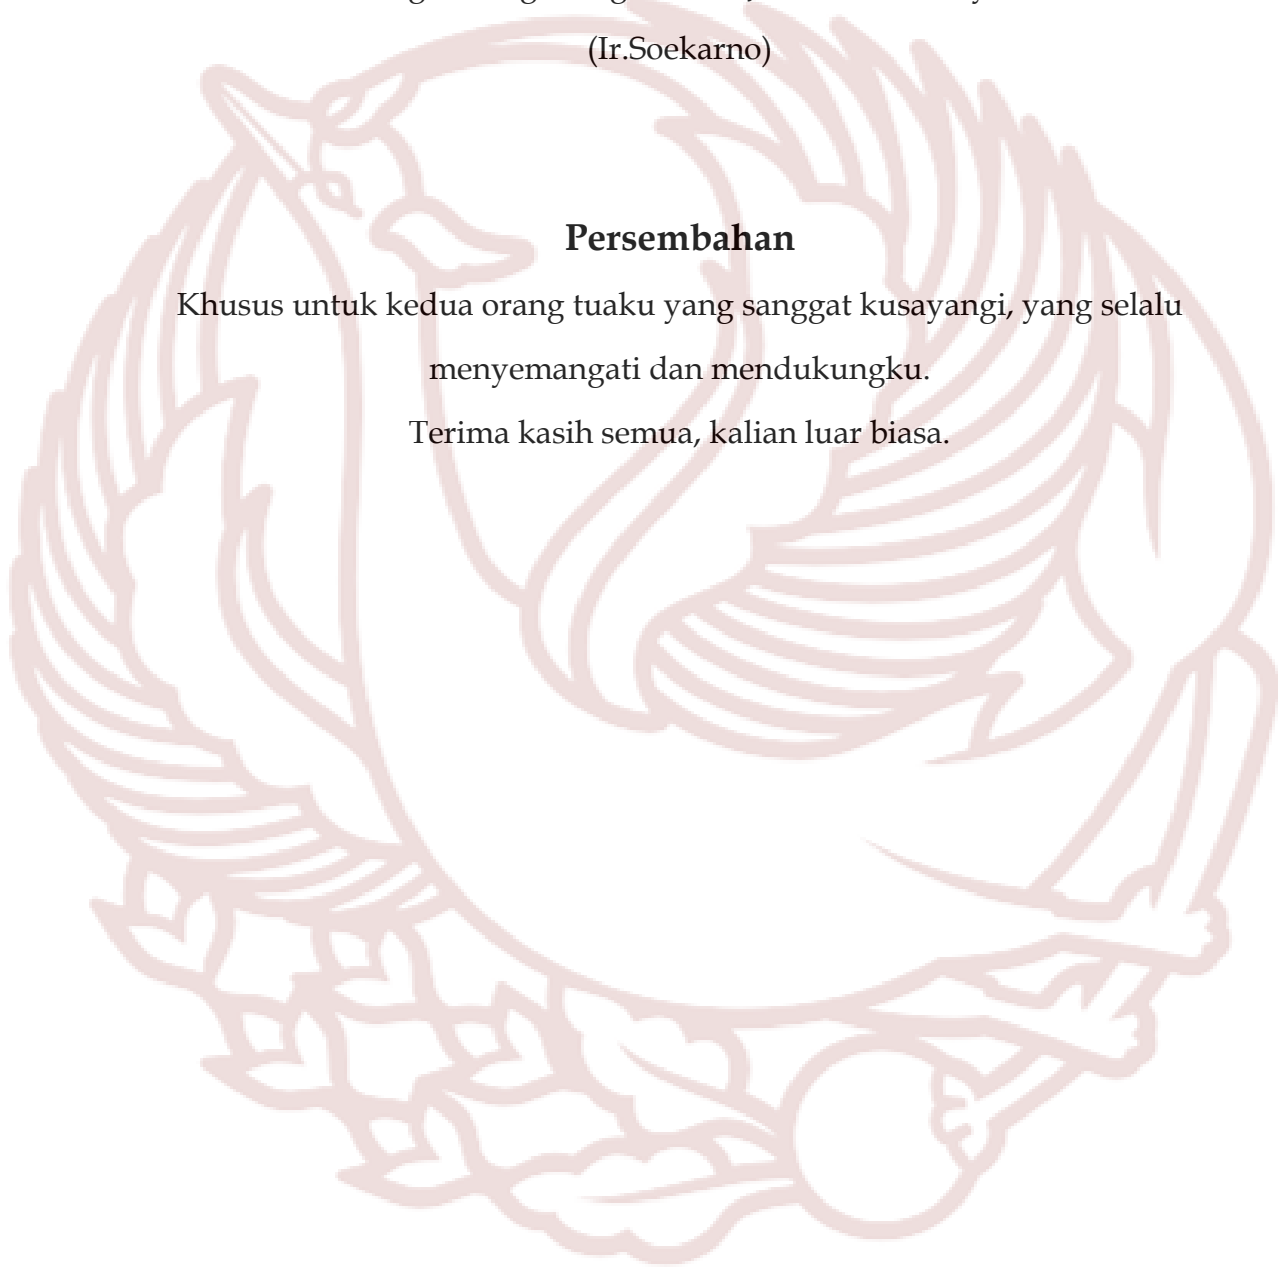 (Ir.Soekarno)
Persembahan
Khusus untuk kedua orang tuaku yang sanggat kusayangi, yang selalu
menyemangati dan mendukungku.
Terima kasih semua, kalian luar biasa.